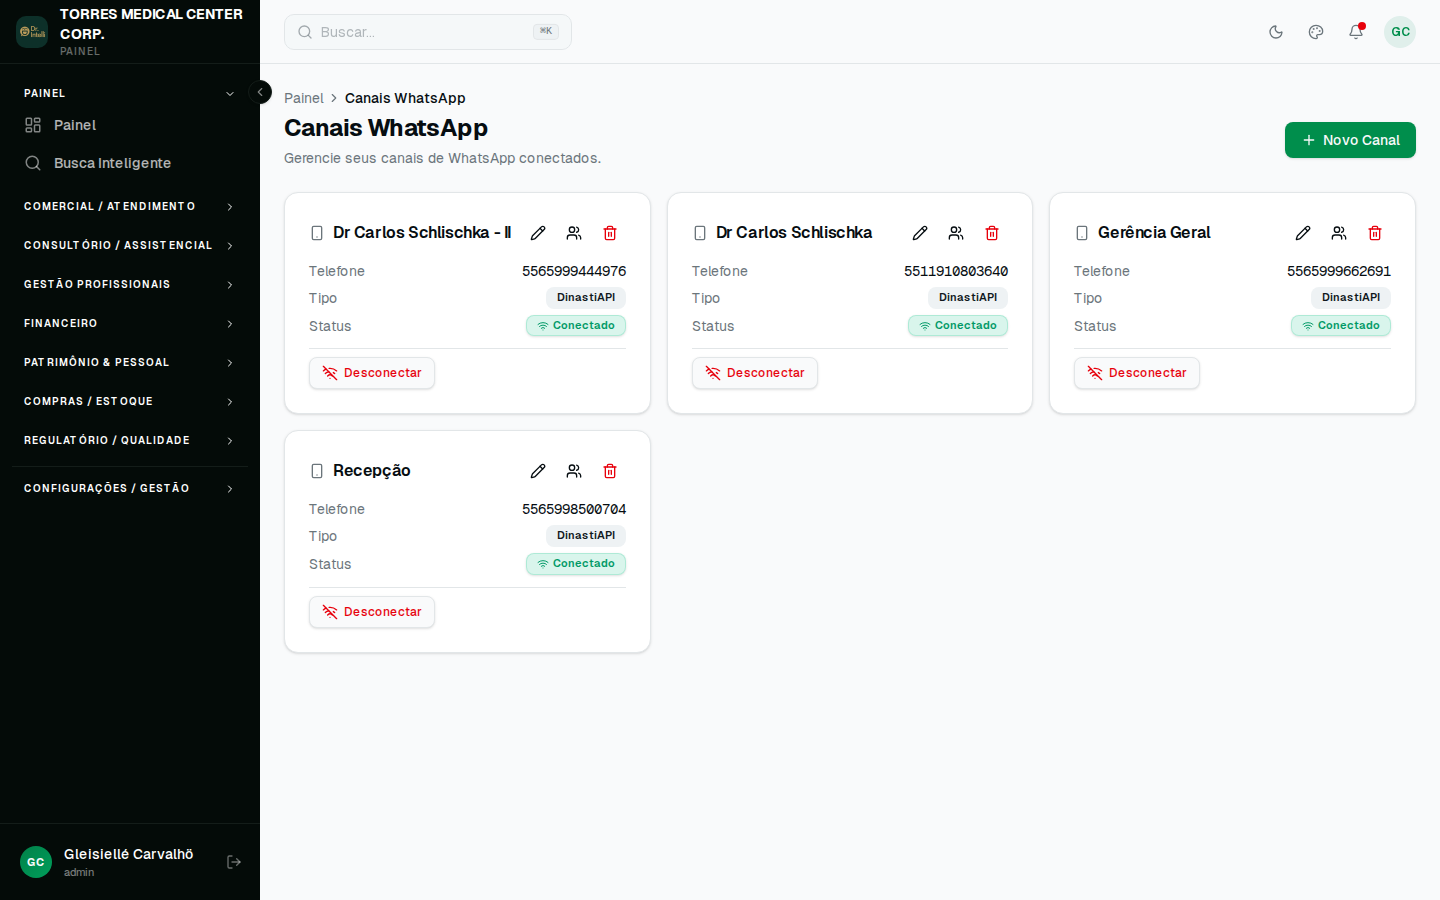 TORRES MEDICAL CENTER
CORP.
PAINEL
Buscar...
⌘K
GC
PAINEL
Painel
Busca Inteligente
COMERCIAL / ATENDIMENTO
CONSULTÓRIO / ASSISTENCIAL
GESTÃO PROFISSIONAIS
FINANCEIRO
PATRIMÔNIO & PESSOAL
COMPRAS / ESTOQUE
REGULATÓRIO / QUALIDADE
CONFIGURAÇÕES / GESTÃO
GC
Gleisiellé Carvalhö
admin
Painel > Canais WhatsApp
Canais WhatsApp
Gerencie seus canais de WhatsApp conectados.
+ Novo Canal
Dr Carlos Schlischka - II
Telefone 5565999444976
Tipo DinastiAPI
Status Conectado
Desconectar
Dr Carlos Schlischka
Telefone 5511910803640
Tipo DinastiAPI
Status Conectado
Desconectar
Gerência Geral
Telefone 5565999662691
Tipo DinastiAPI
Status Conectado
Desconectar
Recepção
Telefone 5565998500704
Tipo DinastiAPI
Status Conectado
Desconectar